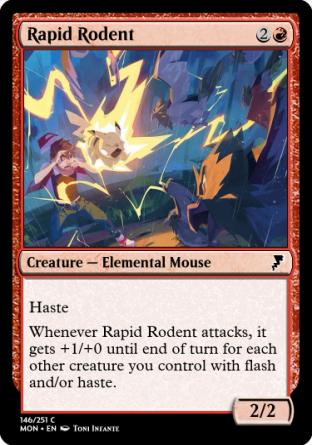 Rapid Rodent 2
Creature — Elemental Mouse
Haste
Whenever Rapid Rodent attacks, it
gets +1/+0 until end of turn for each
other creature you control with flash
and/or haste.
2/2
146/251 C
MON • EN Toni Infante